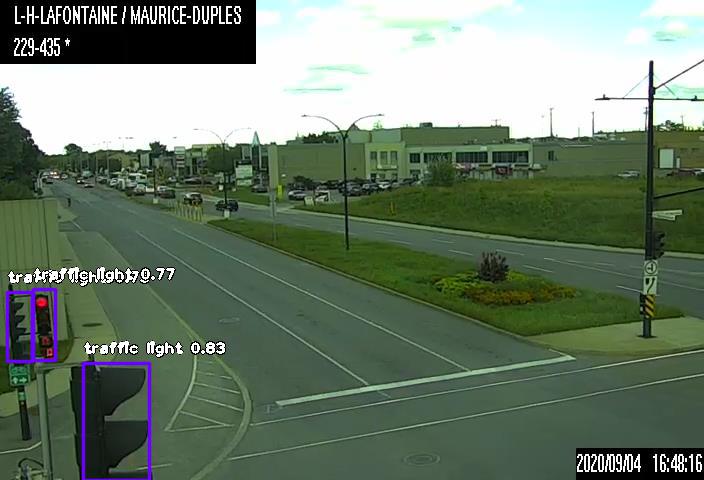 L-H-LAFONTAINE / MAURICE-DUPLES
229-435 *
traffic light 0.77
traffic light 0.83
2020/09/04 16:48:16